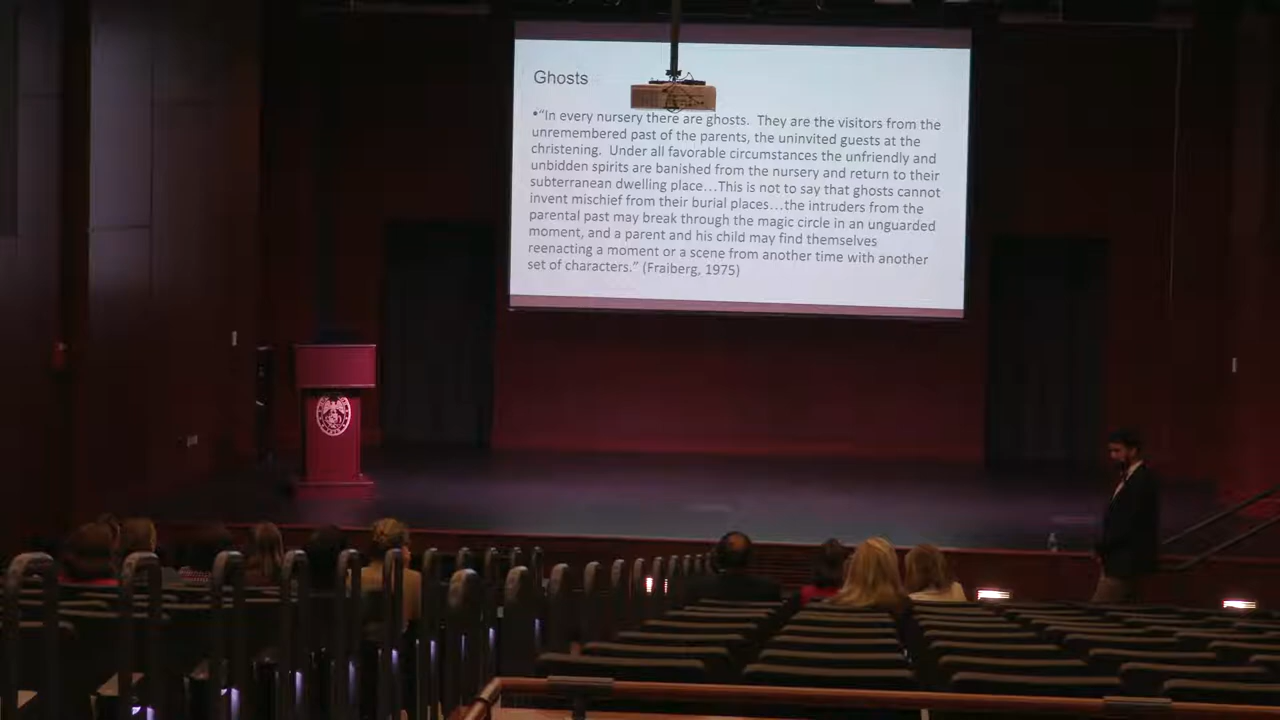 Ghosts
•“In every nursery there are ghosts. They are the visitors from the
unremembered past of the parents, the uninvited guests at the
christening. Under all favorable circumstances the unfriendly and
unbidden spirits are banished from the nursery and return to their
subterranean dwelling place…This is not to say that ghosts cannot
invent mischief from their burial places…the intruders from the
parental past may break through the magic circle in an unguarded
moment, and a parent and his child may find themselves
reenacting a moment or a scene from another time with another
set of characters.” (Fraiberg, 1975)